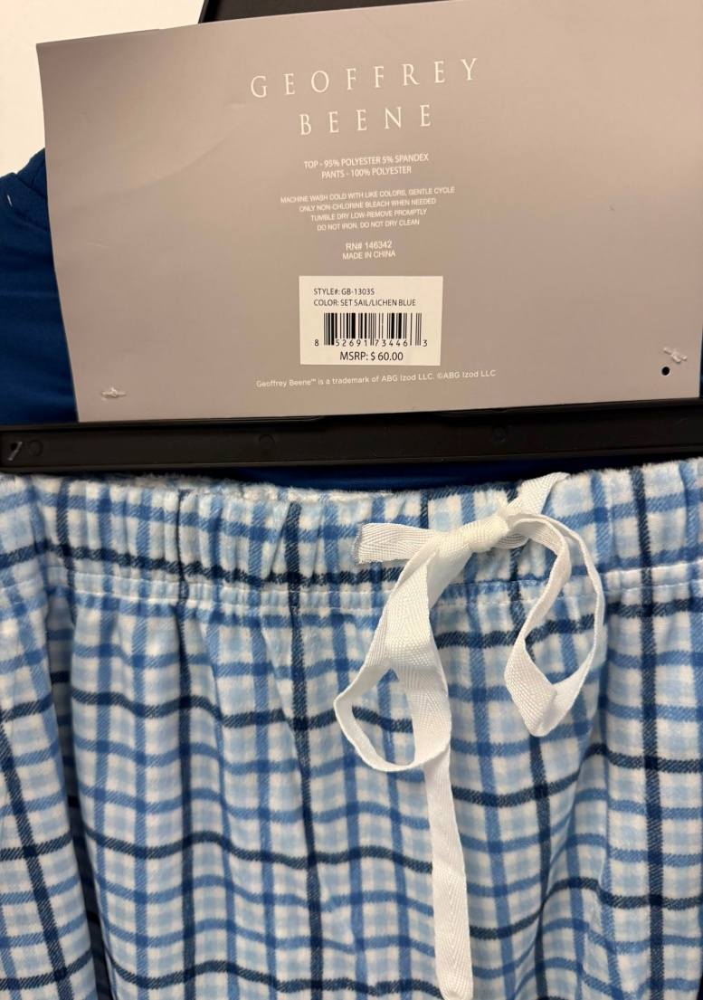 GEOFFREY
BEENE
TOP - 95% POLYESTER 5% SPANDEX
PANTS - 100% POLYESTER
MACHINE WASH COLD WITH LIKE COLORS, GENTLE CYCLE
ONLY NON-CHLORINE BLEACH WHEN NEEDED
TUMBLE DRY LOW-REMOVE PROMPTLY
DO NOT IRON. DO NOT DRY CLEAN
RN# 146342
MADE IN CHINA
STYLE#: GB-1303S
COLOR: SET SAIL/LICHEN BLUE
8 52691 73446 3
MSRP: $ 60.00
Geoffrey Beene™ is a trademark of ABG Izod LLC. ©ABG Izod LLC